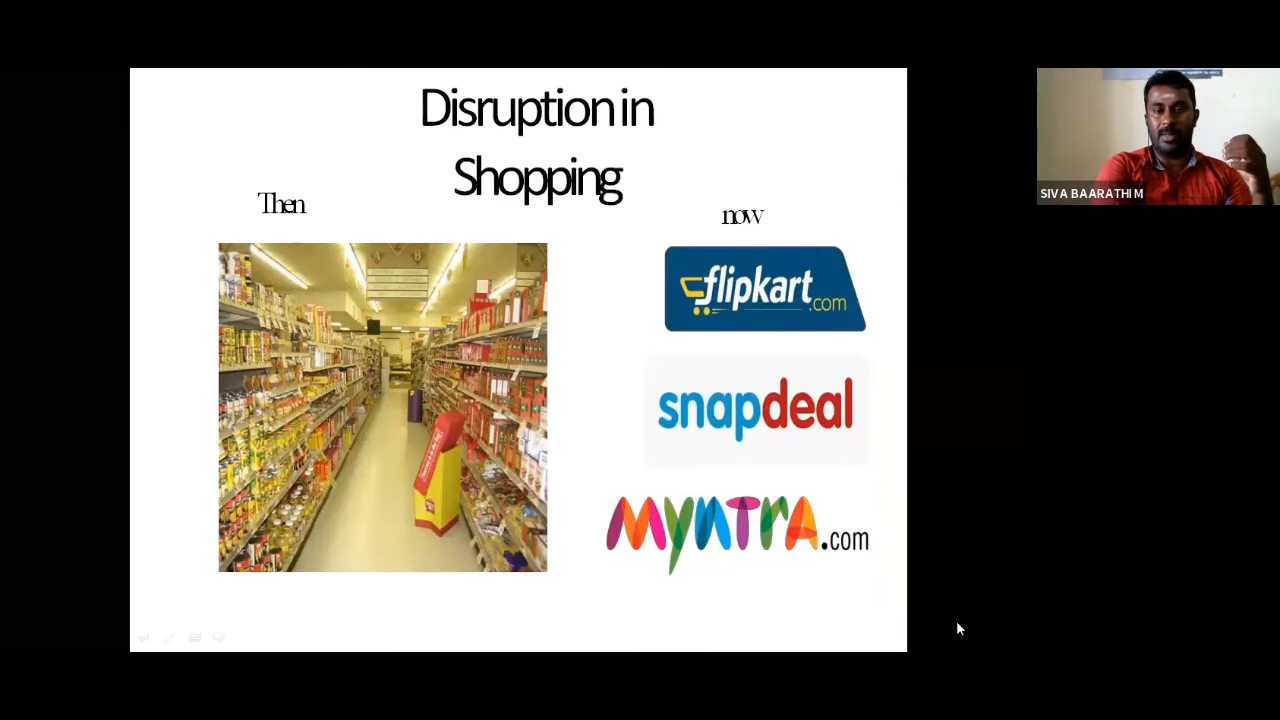 Disruption in
Shopping
Then
now
flipkart.com
snapdeal
myntra.com
SIVA BAARATHI M